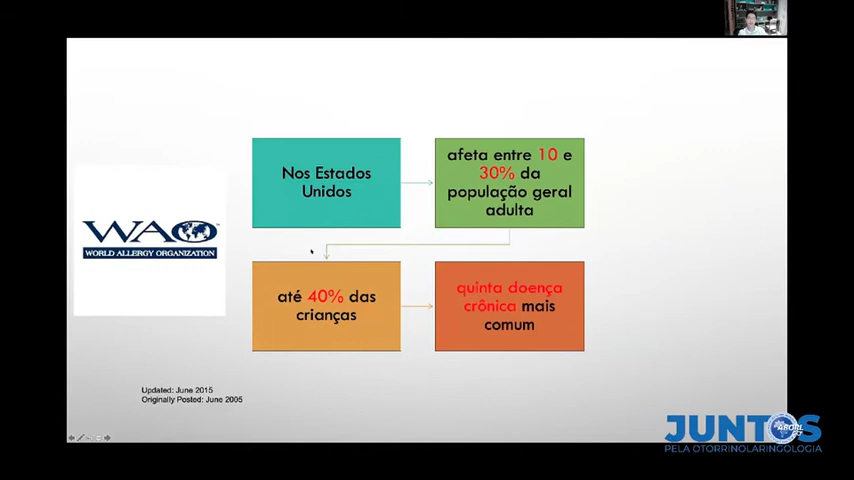 Nos Estados
Unidos
afeta entre 10 e
30% da
população geral
adulta
WAO
WORLD ALLERGY ORGANIZATION
até 40% das
crianças
quinta doença
crônica mais
comum
Updated: June 2015
Originally Posted: June 2005
JUNTOS
PELA OTORRINOLARINGOLOGIA